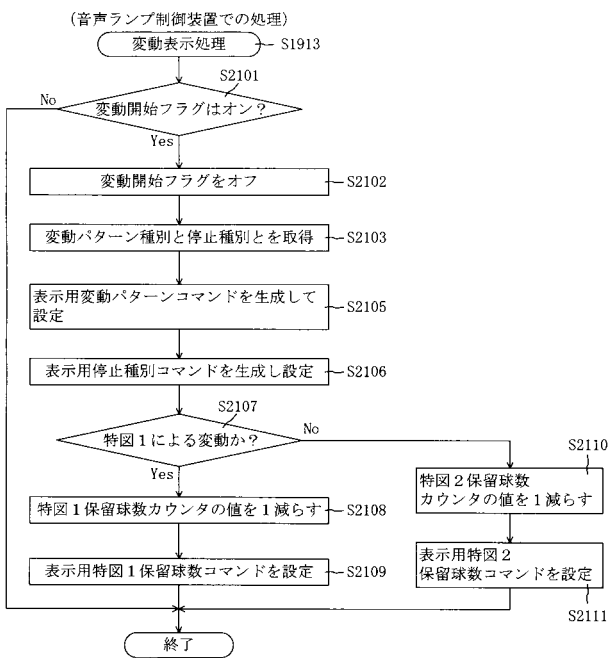 (音声ランプ制御装置での処理)
変動表示処理
S1913
S2101
No
変動開始フラグはオン?
Yes
変動開始フラグをオフ
S2102
変動パターン種別と停止種別とを取得
S2103
表示用変動パターンコマンドを生成して
設定
S2105
表示用停止種別コマンドを生成し設定
S2106
S2107
特図1による変動か?
No
Yes
特図1保留球数カウンタの値を1減らす
S2108
表示用特図1保留球数コマンドを設定
S2109
S2110
特図2保留球数
カウンタの値を1減らす
表示用特図2
保留球数コマンドを設定
S2111
終了